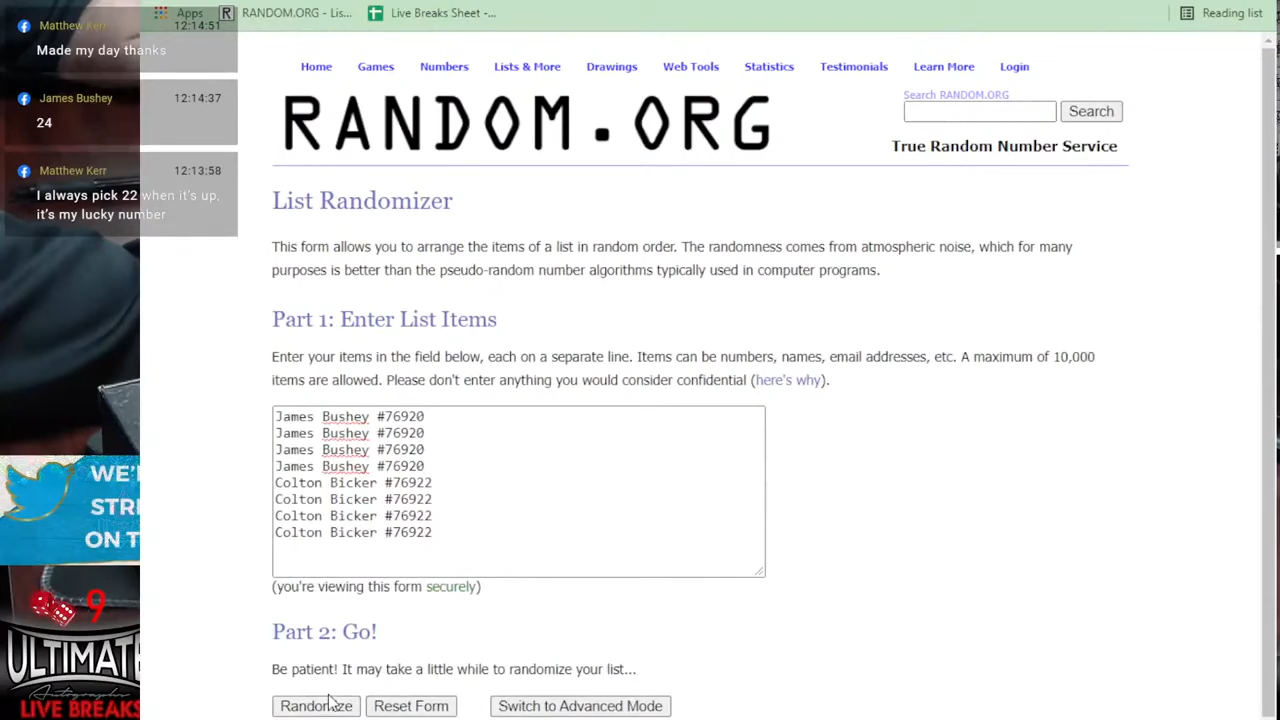 Matthew Kerr 12:14:51
Made my day thanks
James Bushey 12:14:37
24
Matthew Kerr 12:13:58
I always pick 22 when it's up,
it's my lucky number
WE'
STR
ON T
9
ULTIMATE
Autographs
LIVE BREAKS
Apps
RANDOM.ORG - Lis...
Live Breaks Sheet -...
Reading list
Home Games Numbers Lists & More Drawings Web Tools Statistics Testimonials Learn More Login
RANDOM.ORG
Search RANDOM.ORG
Search
True Random Number Service
List Randomizer
This form allows you to arrange the items of a list in random order. The randomness comes from atmospheric noise, which for many
purposes is better than the pseudo-random number algorithms typically used in computer programs.
Part 1: Enter List Items
Enter your items in the field below, each on a separate line. Items can be numbers, names, email addresses, etc. A maximum of 10,000
items are allowed. Please don't enter anything you would consider confidential (here's why).
James Bushey #76920
James Bushey #76920
James Bushey #76920
James Bushey #76920
Colton Bicker #76922
Colton Bicker #76922
Colton Bicker #76922
Colton Bicker #76922
(you're viewing this form securely)
Part 2: Go!
Be patient! It may take a little while to randomize your list...
Randomize Reset Form Switch to Advanced Mode